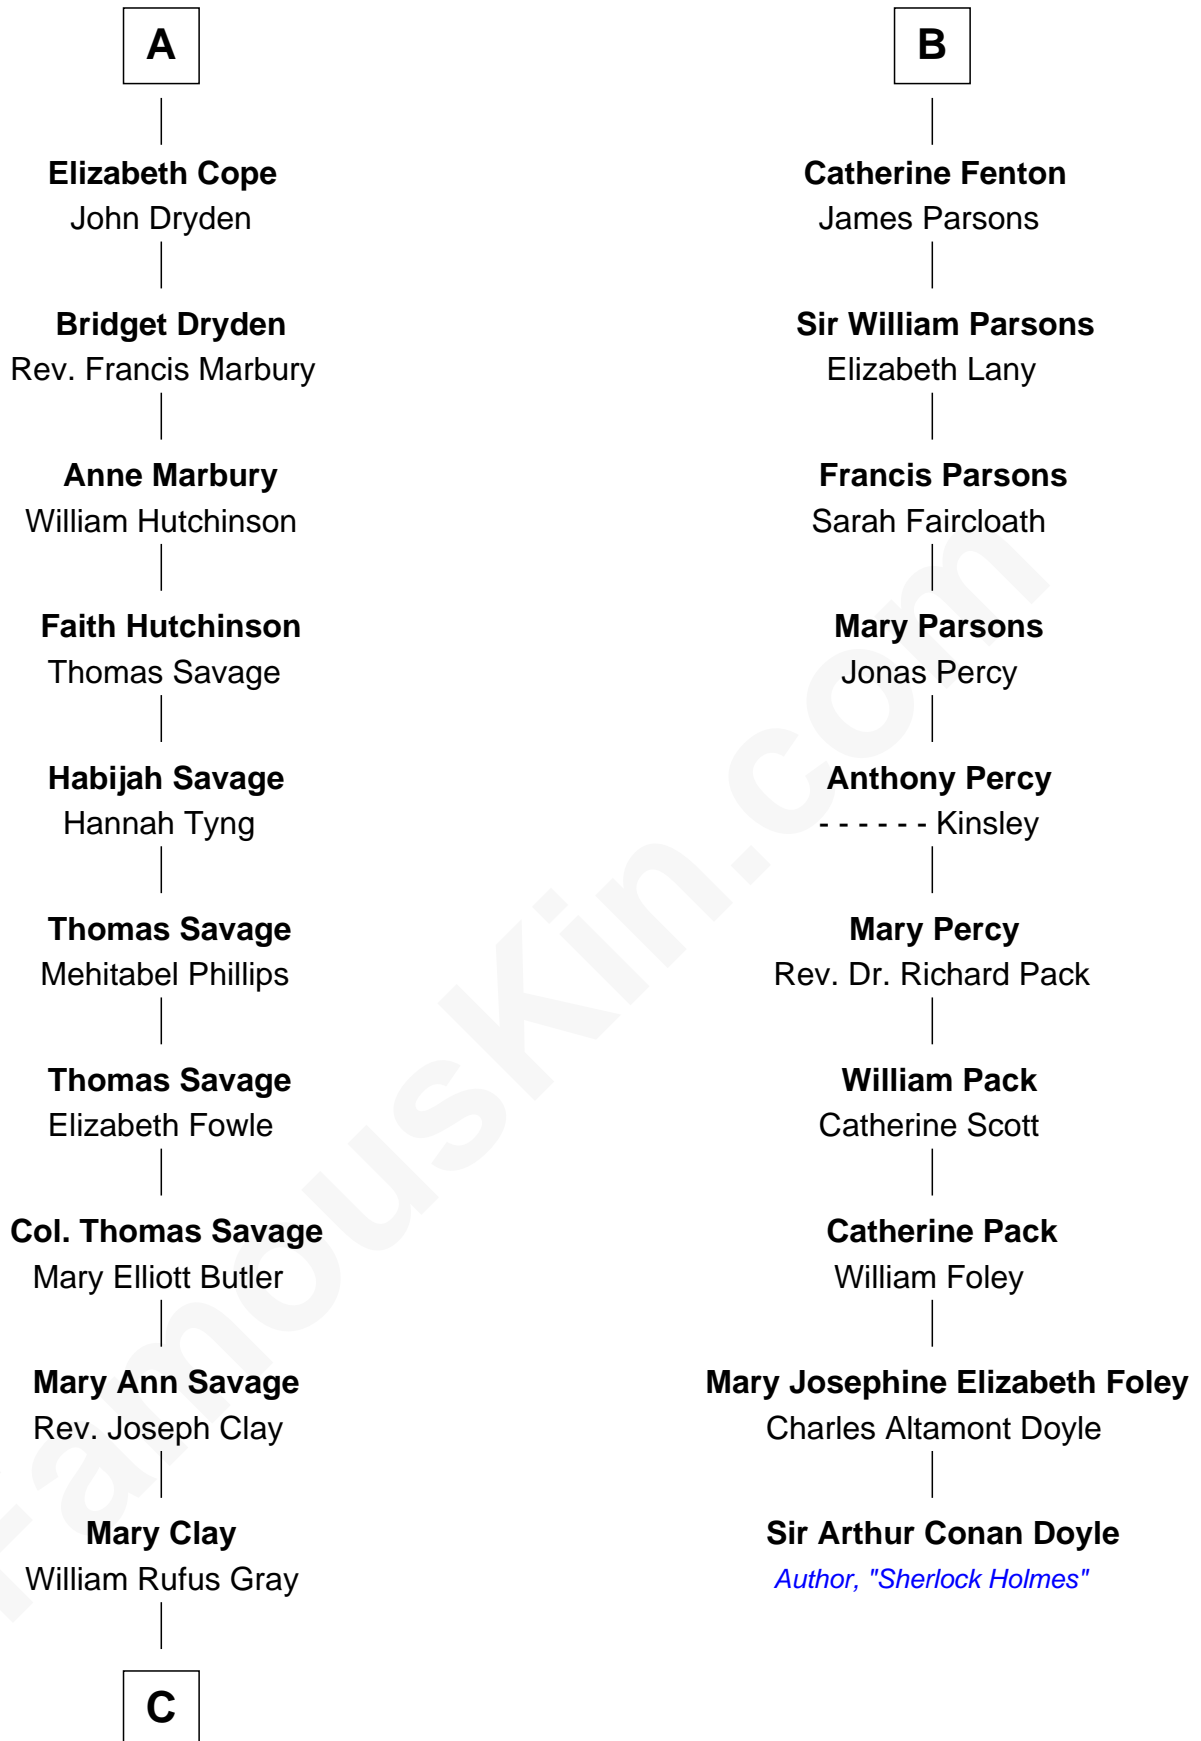 A
Elizabeth Cope
John Dryden
Bridget Dryden
Rev. Francis Marbury
Anne Marbury
William Hutchinson
Faith Hutchinson
Thomas Savage
Habijah Savage
Hannah Tyng
Thomas Savage
Mehitabel Phillips
Thomas Savage
Elizabeth Fowle
Col. Thomas Savage
Mary Elliott Butler
Mary Ann Savage
Rev. Joseph Clay
Mary Clay
William Rufus Gray
C
B
Catherine Fenton
James Parsons
Sir William Parsons
Elizabeth Lany
Francis Parsons
Sarah Faircloath
Mary Parsons
Jonas Percy
Anthony Percy
- - - - - - Kinsley
Mary Percy
Rev. Dr. Richard Pack
William Pack
Catherine Scott
Catherine Pack
William Foley
Mary Josephine Elizabeth Foley
Charles Altamont Doyle
Sir Arthur Conan Doyle
Author, "Sherlock Holmes"
FamousKin.com